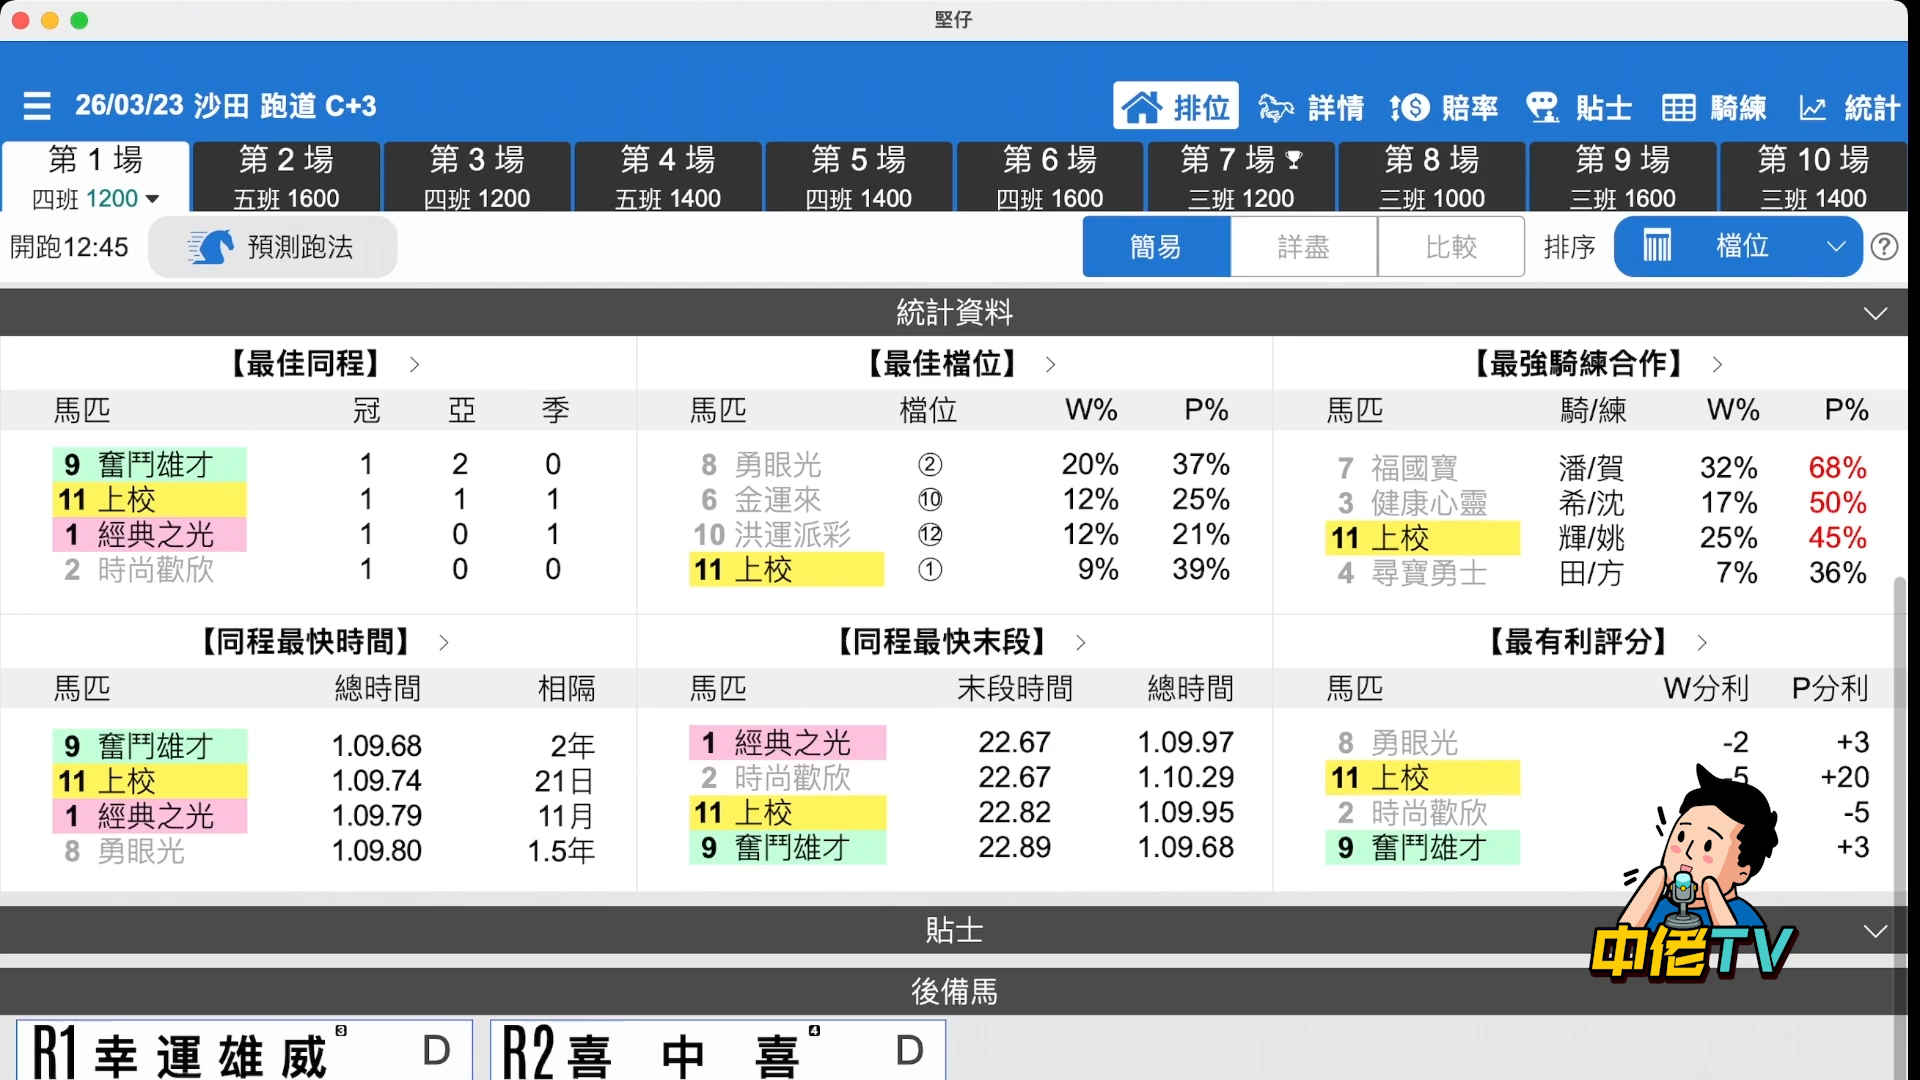 堅仔
26/03/23 沙田 跑道 C+3
排位 詳情 賠率 貼士 騎練 統計
第 1 場 第 2 場 第 3 場 第 4 場 第 5 場 第 6 場 第 7 場 第 8 場 第 9 場 第 10 場
四班 1200 五班 1600 四班 1200 五班 1400 四班 1400 四班 1600 三班 1200 三班 1000 三班 1600 三班 1400
開跑12:45 預測跑法 簡易 詳盡 比較 排序 檔位 ?
統計資料
【最佳同程】 >
馬匹 冠 亞 季
9 奮鬥雄才 1 2 0
11 上校 1 1 1
1 經典之光 1 0 1
2 時尚歡欣 1 0 0
【最佳檔位】 >
馬匹 檔位 W% P%
8 勇眼光 ② 20% 37%
6 金運來 ⑩ 12% 25%
10 洪運派彩 ⑫ 12% 21%
11 上校 ① 9% 39%
【最強騎練合作】 >
馬匹 騎/練 W% P%
7 福國寶 潘/賀 32% 68%
3 健康心靈 希/沈 17% 50%
11 上校 輝/姚 25% 45%
4 尋寶勇士 田/方 7% 36%
【同程最快時間】 >
馬匹 總時間 相隔
9 奮鬥雄才 1.09.68 2年
11 上校 1.09.74 21日
1 經典之光 1.09.79 11月
8 勇眼光 1.09.80 1.5年
【同程最快末段】 >
馬匹 末段時間 總時間
1 經典之光 22.67 1.09.97
2 時尚歡欣 22.67 1.10.29
11 上校 22.82 1.09.95
9 奮鬥雄才 22.89 1.09.68
【最有利評分】 >
馬匹 W分利 P分利
8 勇眼光 -2 +3
11 上校 -5 +20
2 時尚歡欣 -5
9 奮鬥雄才 +3
中佬TV
貼士
後備馬
R1 幸運雄威 3 D
R2 喜中喜 4 D